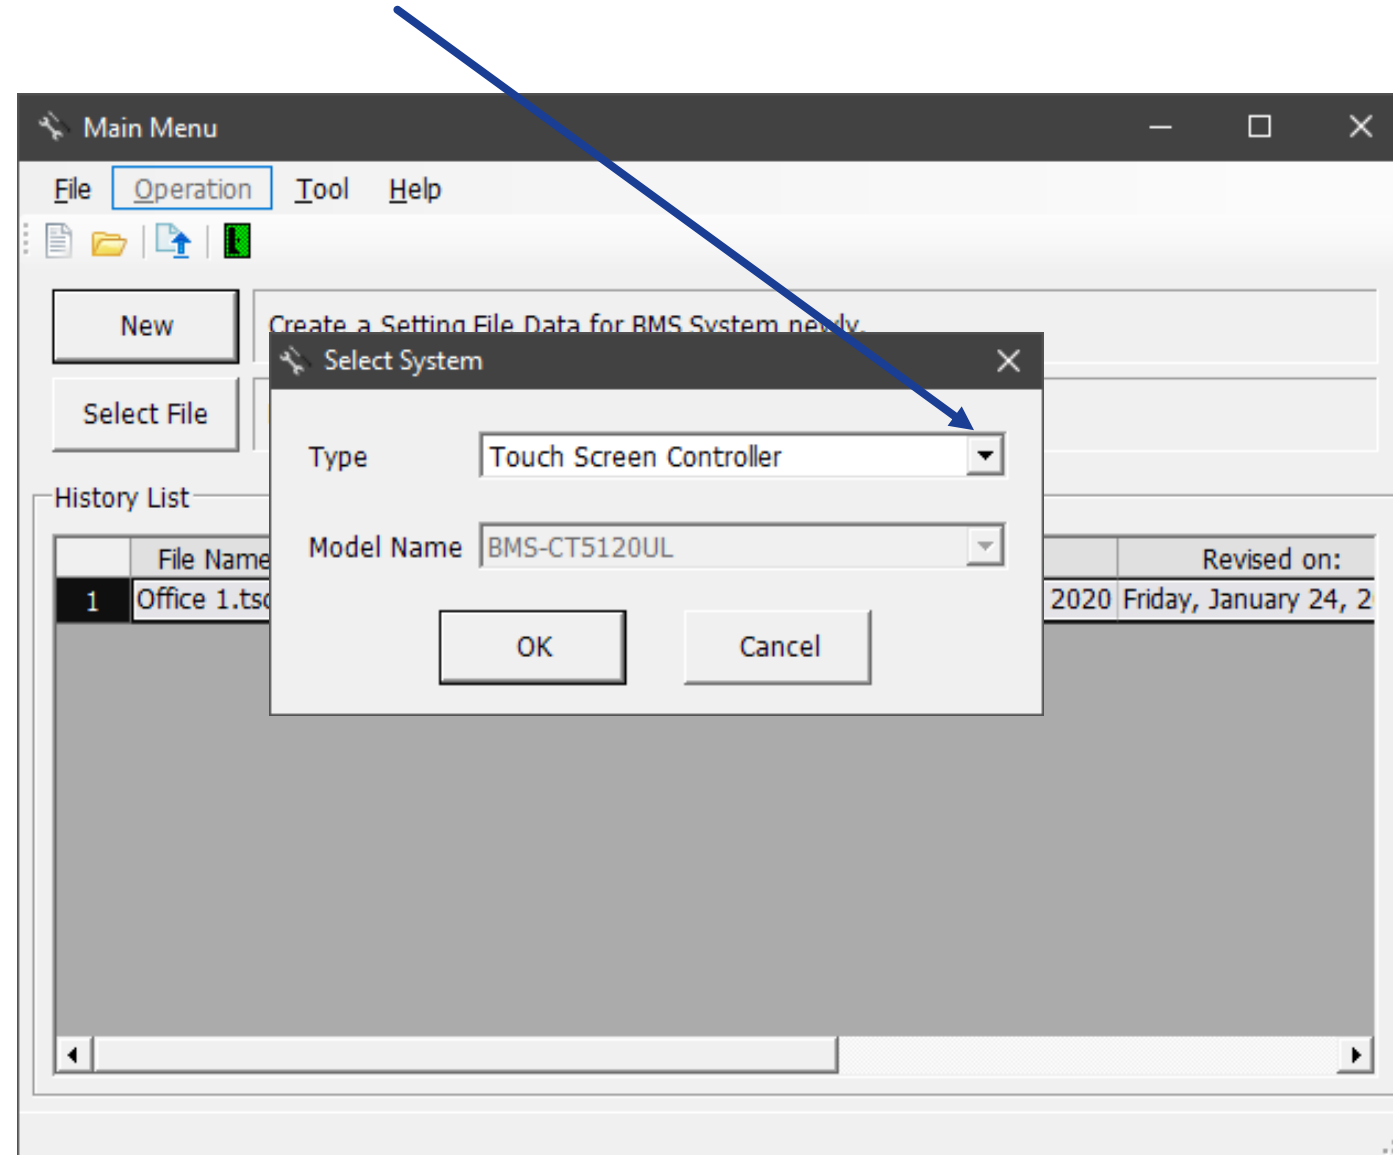 Main Menu
File Operation Tool Help
New
Create a Setting File Data for BMS System newly.
Select System
Select File
Type
Touch Screen Controller
History List
Model Name
BMS-CT5120UL
File Name
Revised on:
1
Office 1.tsc
2020
Friday, January 24, 2
OK
Cancel